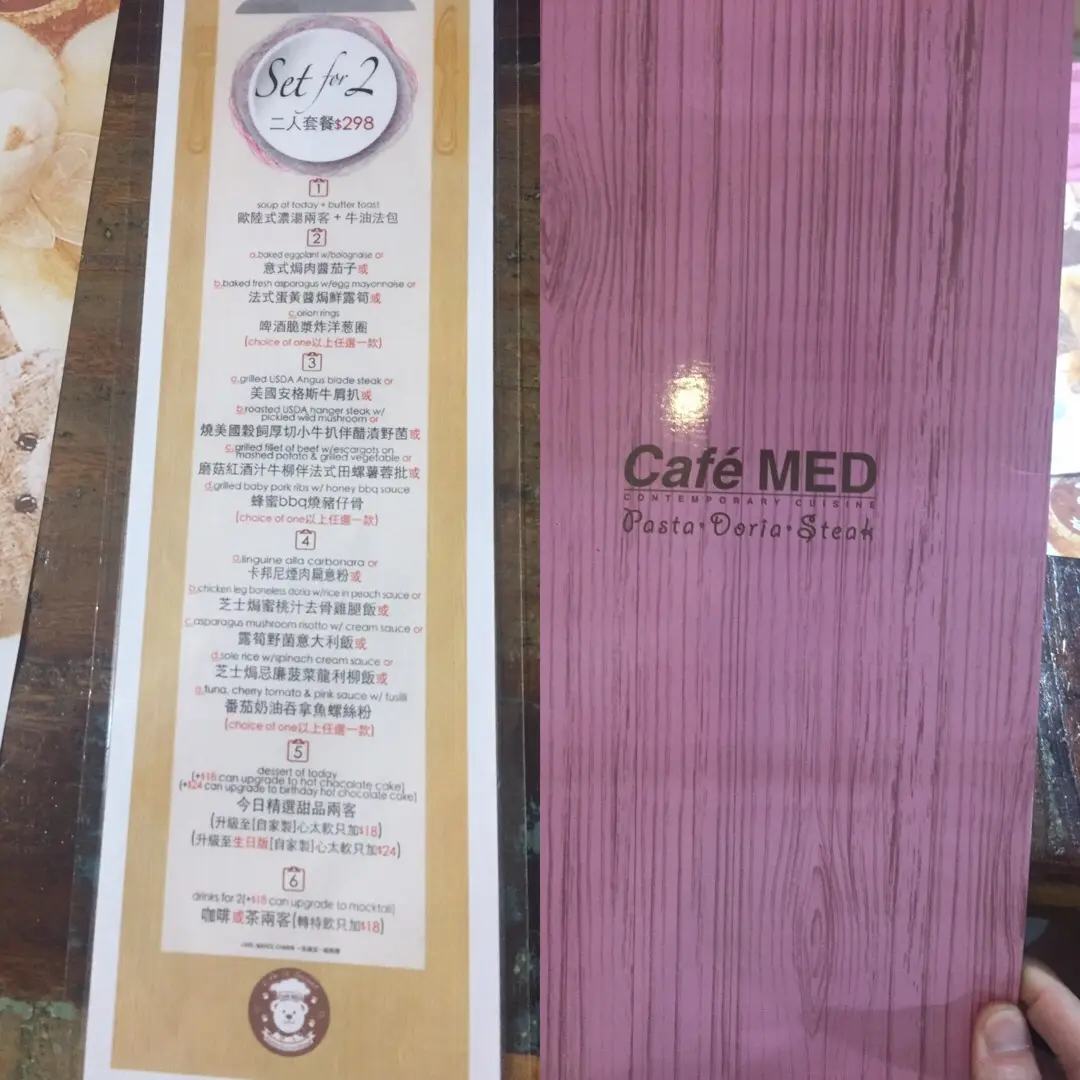 Set for 2
二人套餐$298
1
soup of today + butter toast
歐陸式濃湯兩客 + 牛油法包
2
a.baked eggplant w/bolognaise or
意式焗肉醬茄子或
b.baked fresh asparagus w/egg mayonnaise or
法式蛋黃醬焗鮮露筍或
c.onion rings
啤酒脆漿炸洋葱圈
(choice of one以上任選一款)
3
a.grilled USDA Angus blade steak or
美國安格斯牛肩扒或
b.roasted USDA hanger steak w/
pickled wild mushroom or
燒美國穀飼厚切小牛扒伴醋漬野菌或
c.grilled fillet of beef w/escargots on
mashed potato & grilled vegetable or
磨菇紅酒汁牛柳伴法式田螺薯蓉批或
d.grilled baby pork ribs w/ honey bbq sauce
蜂蜜bbq燒豬仔骨
(choice of one以上任選一款)
4
a.linguine alla carbonara or
卡邦尼煙肉扁意粉或
b.chicken leg boneless doria w/rice in peach sauce or
芝士焗蜜桃汁去骨雞腿飯或
c.asparagus mushroom risotto w/ cream sauce or
露筍野菌意大利飯或
d.sole rice w/spinach cream sauce or
芝士焗忌廉菠菜龍利柳飯或
e.tuna, cherry tomato & pink sauce w/ fusilli
番茄奶油吞拿魚螺絲粉
(choice of one以上任選一款)
5
dessert of today
(+$18 can upgrade to hot chocolate cake)
(+$24 can upgrade to birthday hot chocolate cake)
今日精選甜品兩客
(升級至[自家製]心太軟只加$18)
(升級至生日版[自家製]心太軟只加$24)
6
drinks for 2(+$18 can upgrade to mocktail)
咖啡或茶兩客(轉特飲只加$18)
Café MED
CONTEMPORARY CUISINE
Pasta·Doria·Steak